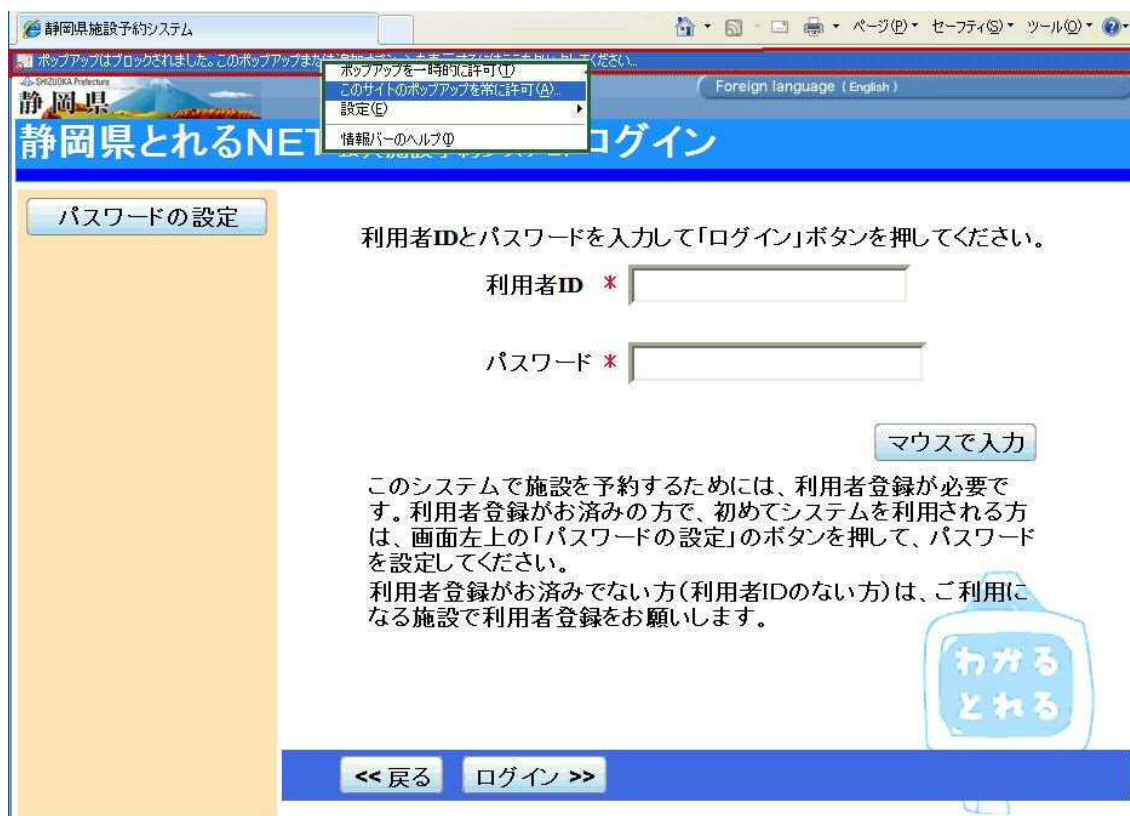 静岡県施設予約システム
ページ(P) セーフティ(S) ツール(O)
ポップアップはブロックされました。このポップアップまたは
ください...
ポップアップを一時的に許可(T)
このサイトのポップアップを常に許可(A)...
設定(E)
情報バーのヘルプ(I)
SHIZUOKA Prefecture
静岡県
Foreign language (English)
静岡県とれるNET
ログイン
パスワードの設定
利用者IDとパスワードを入力して「ログイン」ボタンを押してください。
利用者ID *
パスワード *
マウスで入力
このシステムで施設を予約するためには、利用者登録が必要で
す。利用者登録がお済みの方で、初めてシステムを利用される方
は、画面左上の「パスワードの設定」のボタンを押して、パスワード
を設定してください。
利用者登録がお済みでない方(利用者IDのない方)は、ご利用に
なる施設で利用者登録をお願いします。
わかる
とれる
<< 戻る
ログイン >>